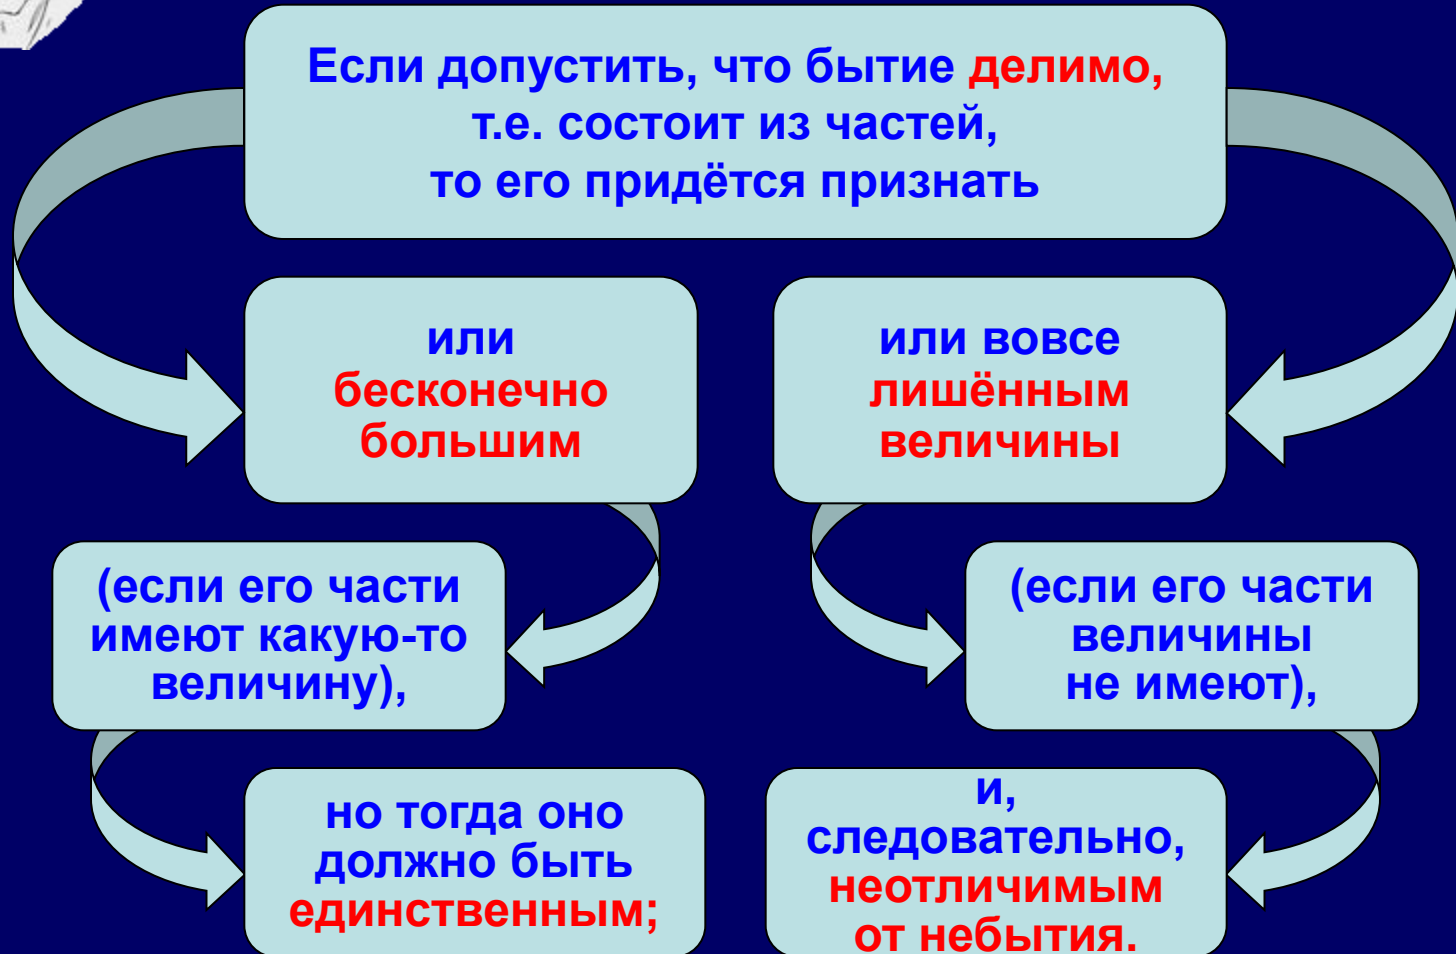 Если допустить, что бытие делимо,
т.е. состоит из частей,
то его придётся признать
или
бесконечно
большим
или вовсе
лишённым
величины
(если его части
имеют какую-то
величину),
(если его части
величины
не имеют),
но тогда оно
должно быть
единственным;
и,
следовательно,
неотличимым
от небытия.